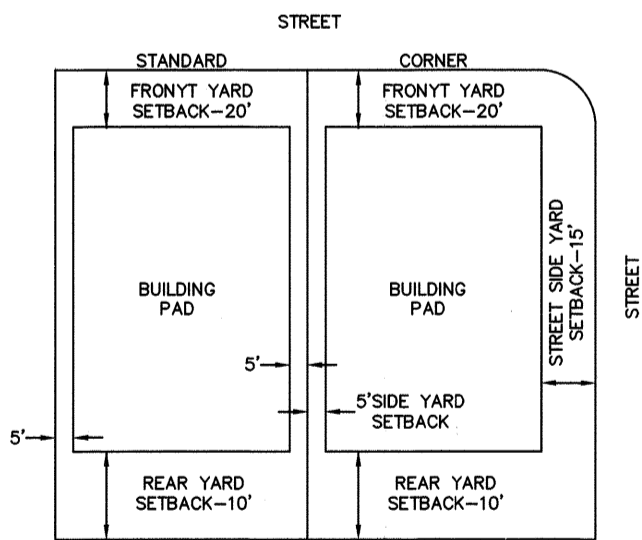 STREET
STANDARD
CORNER
FRONYT YARD
SETBACK-20'
FRONYT YARD
SETBACK-20'
BUILDING
PAD
BUILDING
PAD
STREET SIDE YARD
SETBACK-15'
STREET
5'
5'SIDE YARD
SETBACK
5'
REAR YARD
SETBACK-10'
REAR YARD
SETBACK-10'